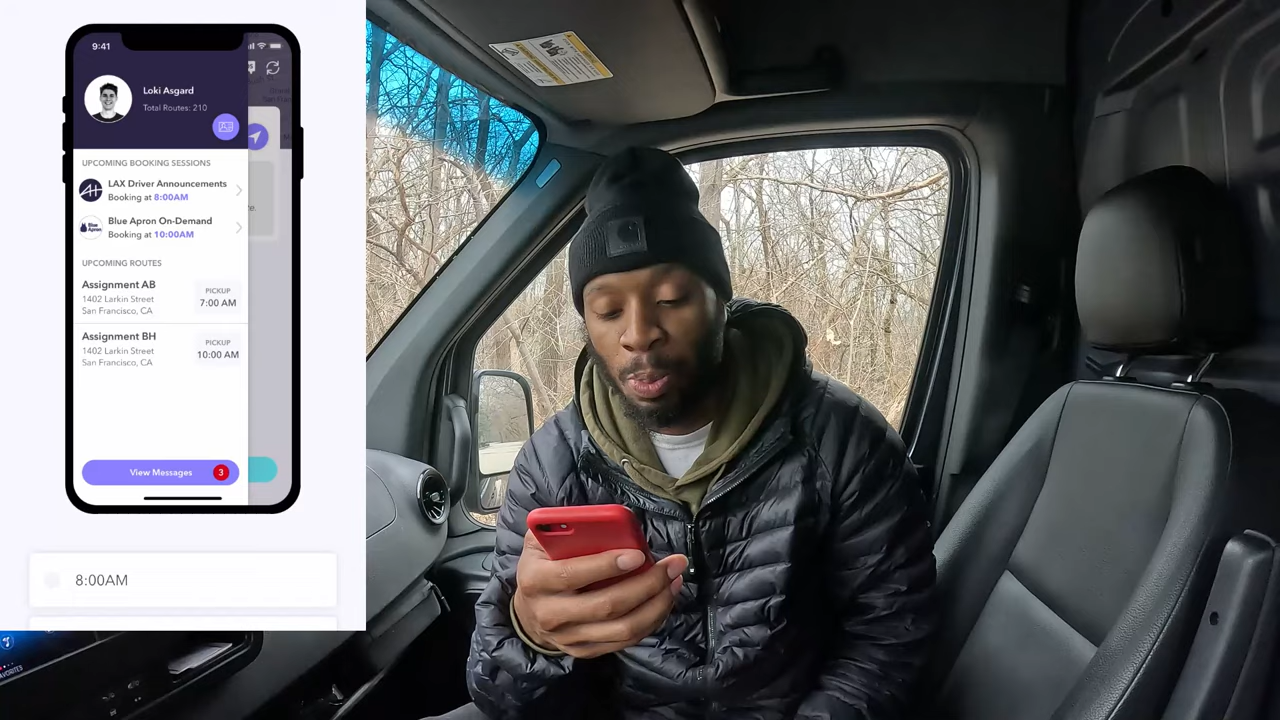 9:41
Loki Asgard
Total Routes: 210
UPCOMING BOOKING SESSIONS
LAX Driver Announcements
Booking at 8:00AM
Blue Apron
Blue Apron On-Demand
Booking at 10:00AM
UPCOMING ROUTES
Assignment AB
1402 Larkin Street
San Francisco, CA
PICKUP
7:00 AM
Assignment BH
1402 Larkin Street
San Francisco, CA
PICKUP
10:00 AM
View Messages
3
8:00AM